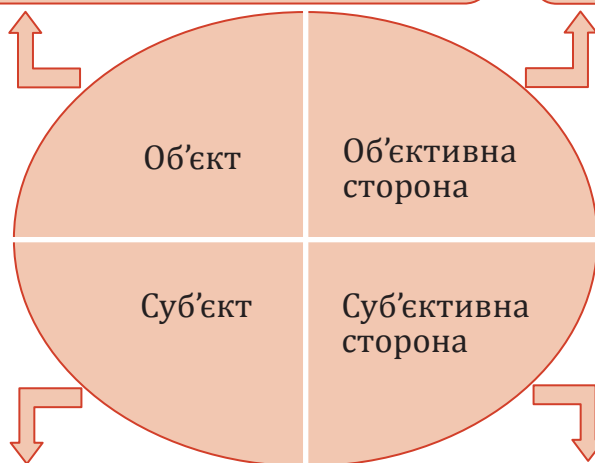 Об’єкт
Об’єктивна
сторона
Суб’єкт
Суб’єктивна
сторона